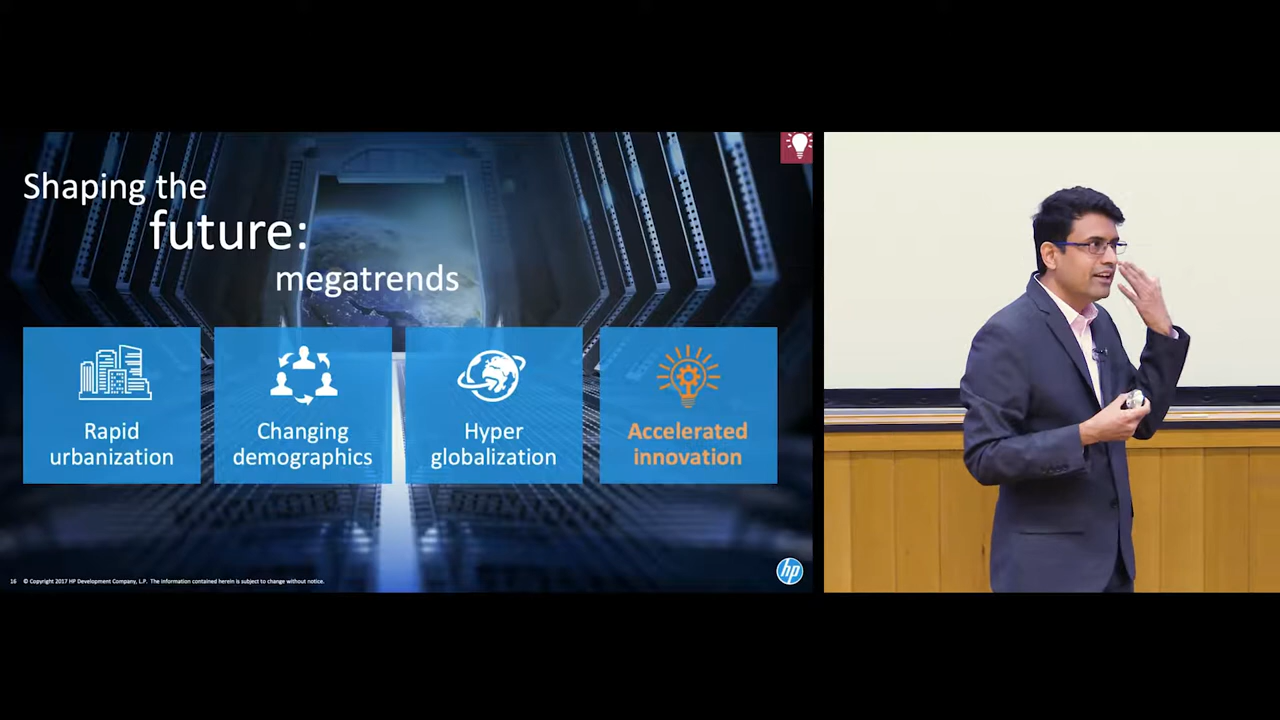 Shaping the
future:
megatrends
Rapid
urbanization
Changing
demographics
Hyper
globalization
Accelerated
innovation
16 © Copyright 2017 HP Development Company, L.P. The information contained herein is subject to change without notice.
hp